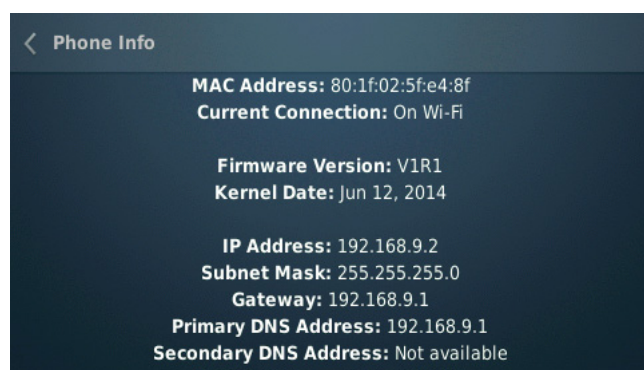 Phone Info
MAC Address: 80:1f:02:5f:e4:8f
Current Connection: On Wi-Fi
Firmware Version: V1R1
Kernel Date: Jun 12, 2014
IP Address: 192.168.9.2
Subnet Mask: 255.255.255.0
Gateway: 192.168.9.1
Primary DNS Address: 192.168.9.1
Secondary DNS Address: Not available